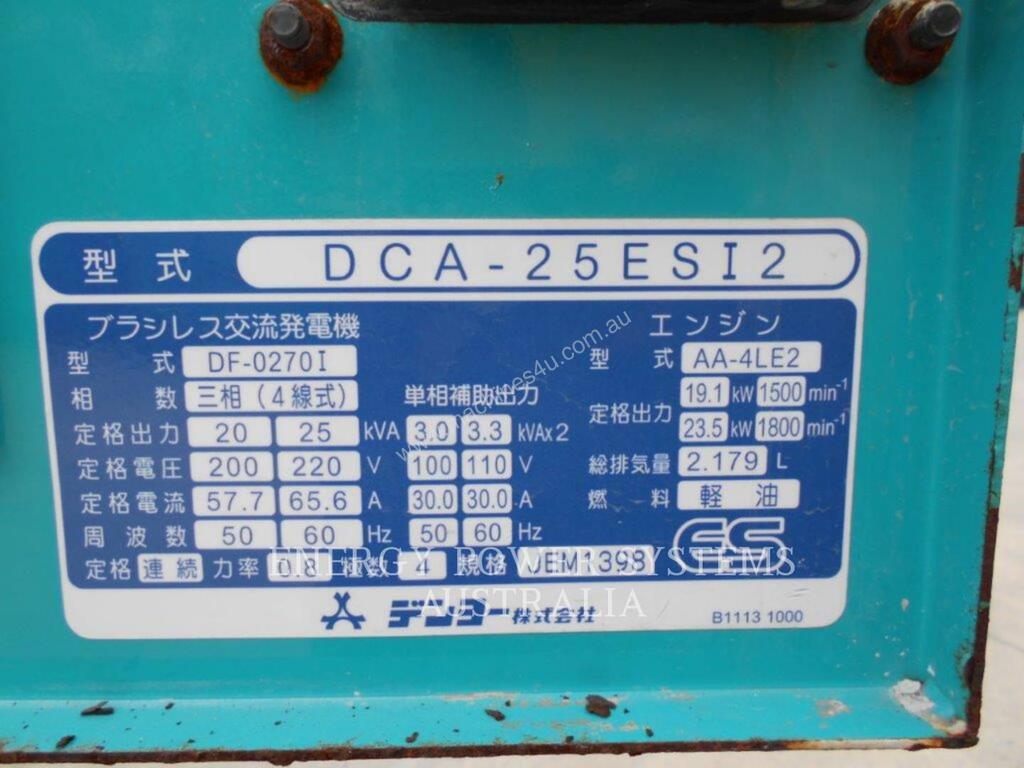 型式 DCA-25ESI2
ブラシレス交流発電機
型式 DF-0270I
相数 三相(4線式)
定格出力 20 25 kVA
定格電圧 200 220 V
定格電流 57.7 65.6 A
周波数 50 60 Hz
単相補助出力
3.0 3.3 kVAx2
100 110 V
30.0 30.0 A
50 60 Hz
エンジン
型式 AA-4LE2
定格出力 19.1 kW 1500 min-1
23.5 kW 1800 min-1
総排気量 2.179 L
燃料 軽油
定格 連続 力率 0.8 極数 4 規格 JEM1398
ES
デンヨー株式会社
B1113 1000
www.machines4u.com.au
ENERGY POWER SYSTEMS
AUSTRALIA